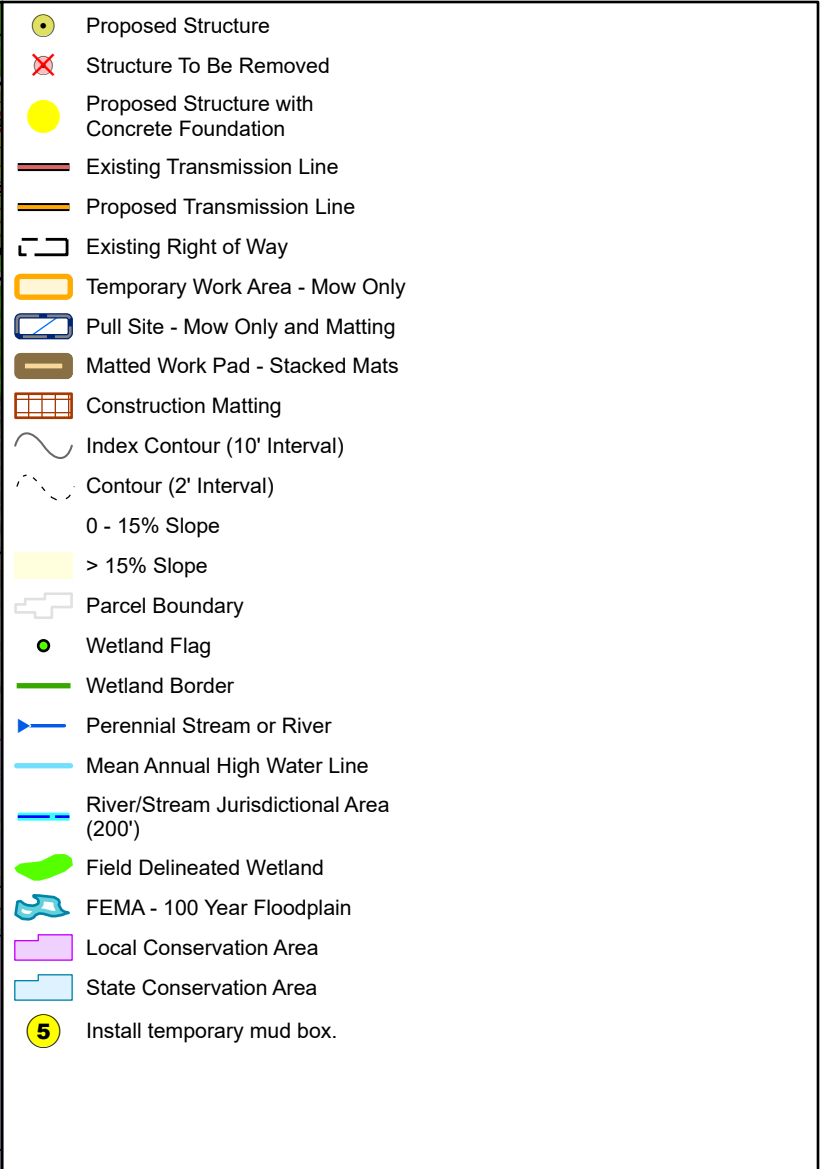 Proposed Structure
Structure To Be Removed
Proposed Structure with
Concrete Foundation
Existing Transmission Line
Proposed Transmission Line
Existing Right of Way
Temporary Work Area - Mow Only
Pull Site - Mow Only and Matting
Matted Work Pad - Stacked Mats
Construction Matting
Index Contour (10' Interval)
Contour (2' Interval)
0 - 15% Slope
> 15% Slope
Parcel Boundary
Wetland Flag
Wetland Border
Perennial Stream or River
Mean Annual High Water Line
River/Stream Jurisdictional Area
(200')
Field Delineated Wetland
FEMA - 100 Year Floodplain
Local Conservation Area
State Conservation Area
5 Install temporary mud box.